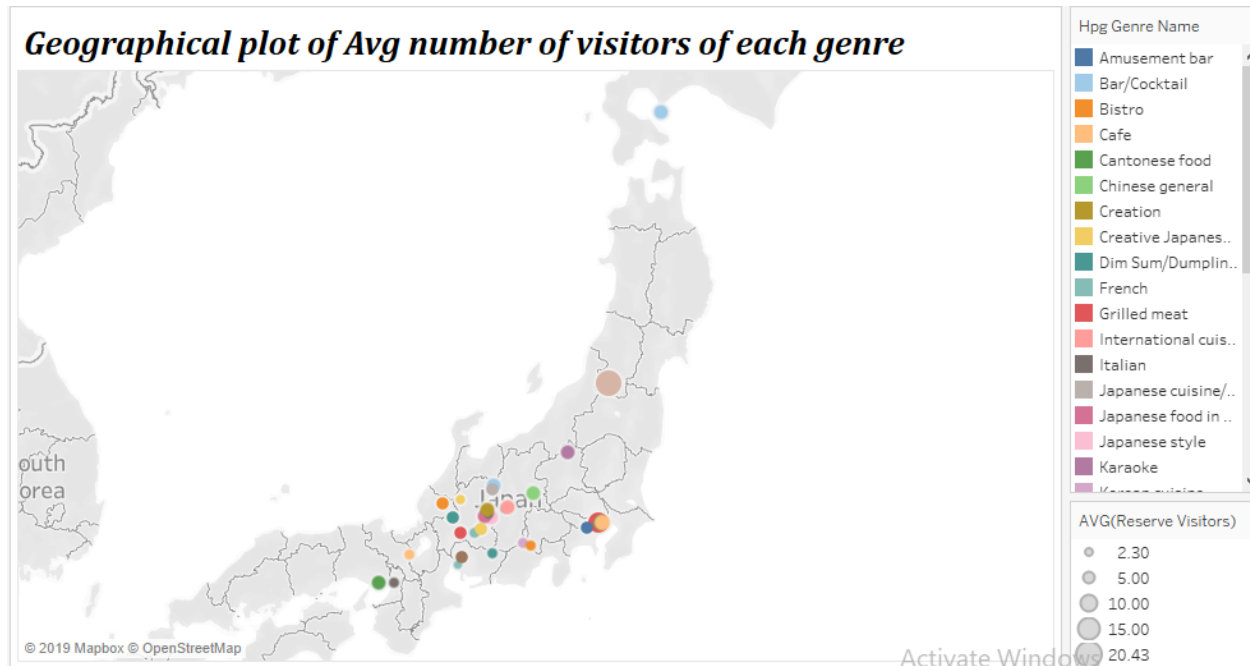 Geographical plot of Avg number of visitors of each genre
Hpg Genre Name
Amusement bar
Bar/Cocktail
Bistro
Cafe
Cantonese food
Chinese general
Creation
Creative Japanes..
Dim Sum/Dumplin..
French
Grilled meat
International cuis..
Italian
Japanese cuisine/..
Japanese food in ..
Japanese style
Karaoke
Korean cuisine
outh
orea
Japan
AVG(Reserve Visitors)
2.30
5.00
10.00
15.00
20.43
© 2019 Mapbox © OpenStreetMap
Activate Windows